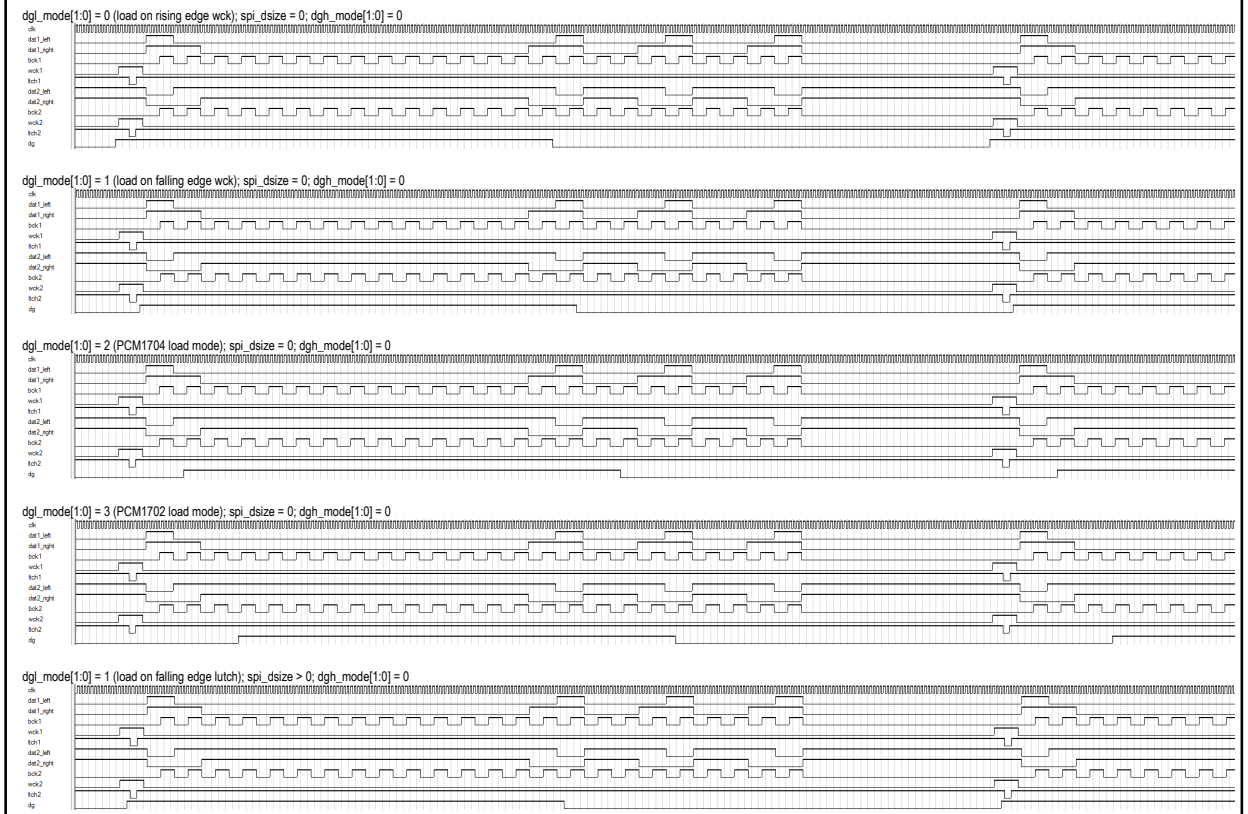 dgl_mode[1:0] = 0 (load on rising edge wck); spi_dsize = 0; dgh_mode[1:0] = 0
clk
dat1_left
dat1_right
bck1
wck1
ltch1
dat2_left
dat2_right
bck2
wck2
ltch2
dg
dgl_mode[1:0] = 1 (load on falling edge wck); spi_dsize = 0; dgh_mode[1:0] = 0
clk
dat1_left
dat1_right
bck1
wck1
ltch1
dat2_left
dat2_right
bck2
wck2
ltch2
dg
dgl_mode[1:0] = 2 (PCM1704 load mode); spi_dsize = 0; dgh_mode[1:0] = 0
clk
dat1_left
dat1_right
bck1
wck1
ltch1
dat2_left
dat2_right
bck2
wck2
ltch2
dg
dgl_mode[1:0] = 3 (PCM1702 load mode); spi_dsize = 0; dgh_mode[1:0] = 0
clk
dat1_left
dat1_right
bck1
wck1
ltch1
dat2_left
dat2_right
bck2
wck2
ltch2
dg
dgl_mode[1:0] = 1 (load on falling edge lutch); spi_dsize > 0; dgh_mode[1:0] = 0
clk
dat1_left
dat1_right
bck1
wck1
ltch1
dat2_left
dat2_right
bck2
wck2
ltch2
dg